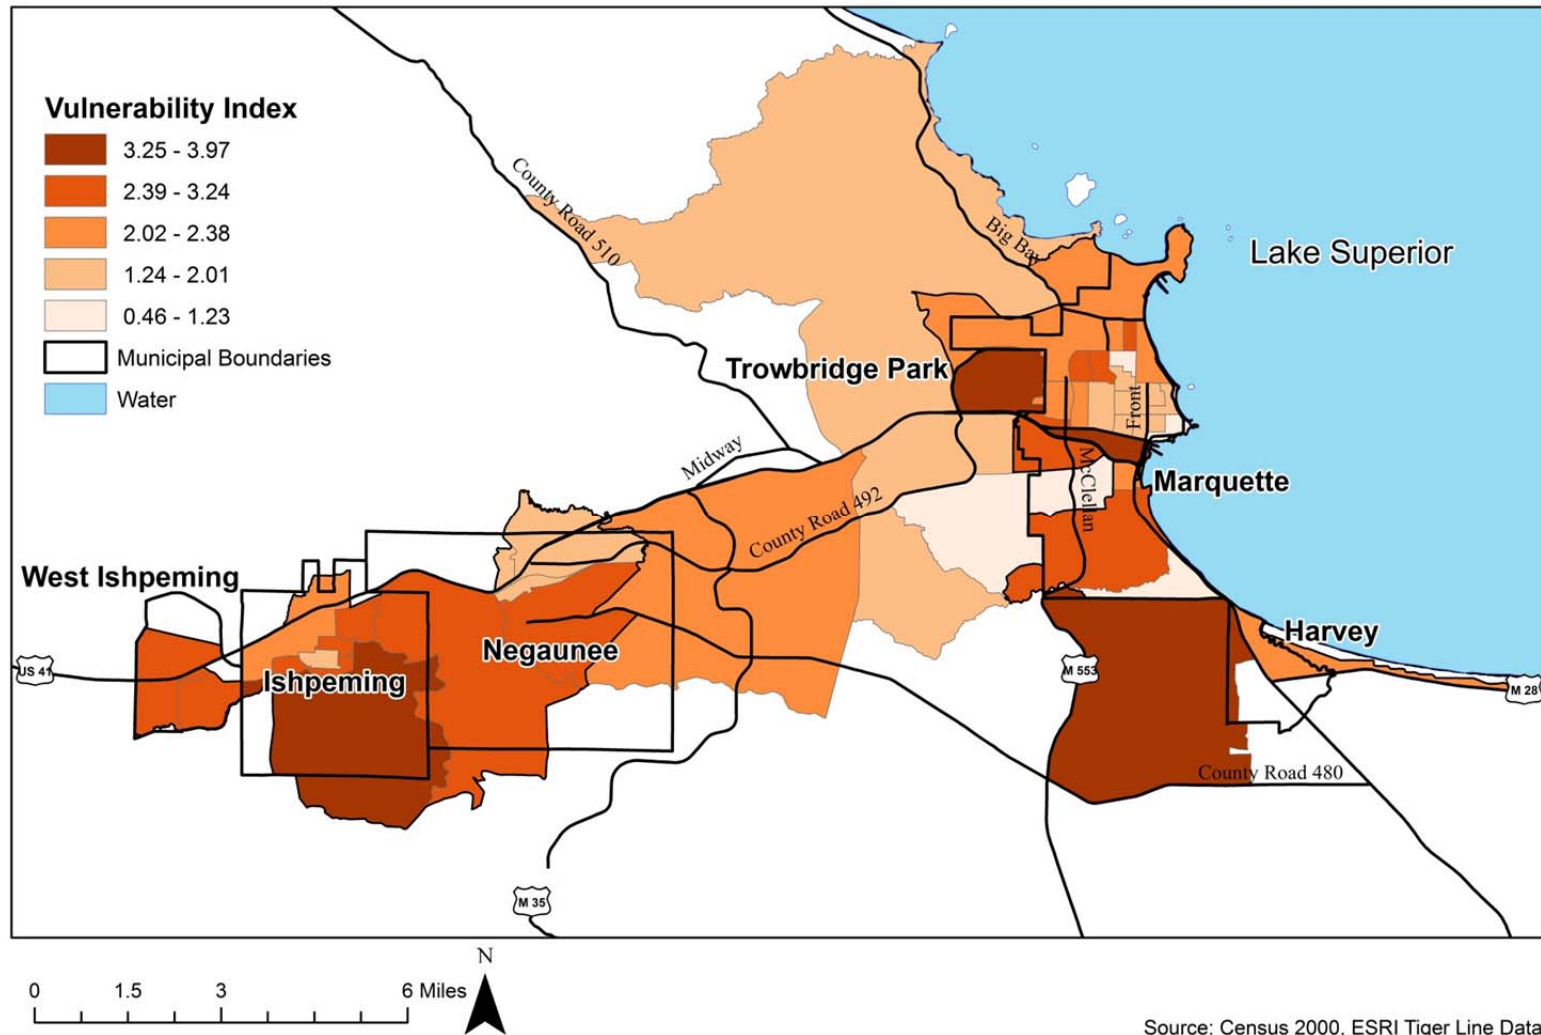 Vulnerability Index
3.25 - 3.97
2.39 - 3.24
2.02 - 2.38
1.24 - 2.01
0.46 - 1.23
Municipal Boundaries
Water
County Road 510
Big Bay
Lake Superior
Trowbridge Park
Front
Midway
McClellan
Marquette
County Road 492
West Ishpeming
Negaunee
Harvey
US 41
Ishpeming
M 553
M 28
County Road 480
M 35
N
0 1.5 3 6 Miles
Source: Census 2000, ESRI Tiger Line Data